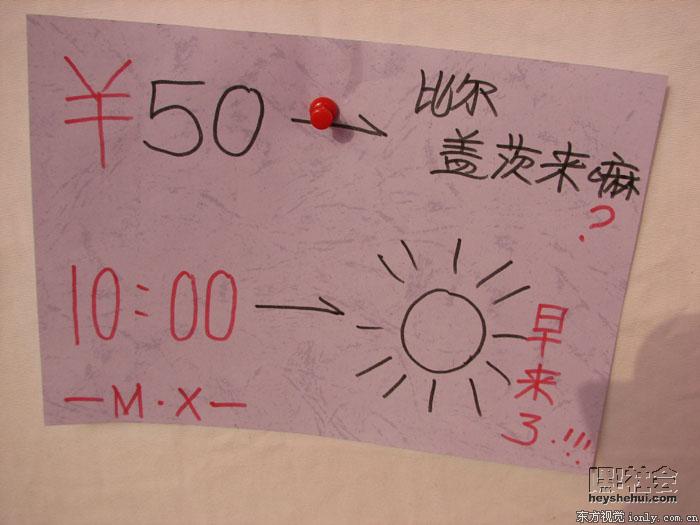 ¥50 → 比尔
盖茨来嘛
?
10:00 →
早
来
了.!!!
—M·X—
黑社会
heyshehui.com
东方视觉 ionly.com.cn